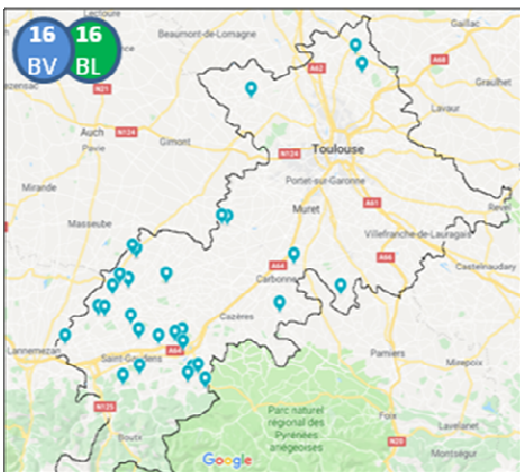 Lectoure
Gaillac
16
16
BV
BL
Beaumont-de-Lomagne
A62
A68
Graulhet
N21
Lavaur
Auch
N124
Pavie
Gimont
N124
Toulouse
Mirande
Portet-sur-Garonne
Masseube
Muret
A61
Revel
Villefranche-de-Lauragais
A66
A64
Castelnaudary
Carbonne
Cazères
Lannemezan
A64
Saint-Gaudens
Pamiers
Mirepoix
N125
Parc naturel
régional des
Pyrénées
ariégeoises
Foix
Lavelanet
N20
Montségur
Google